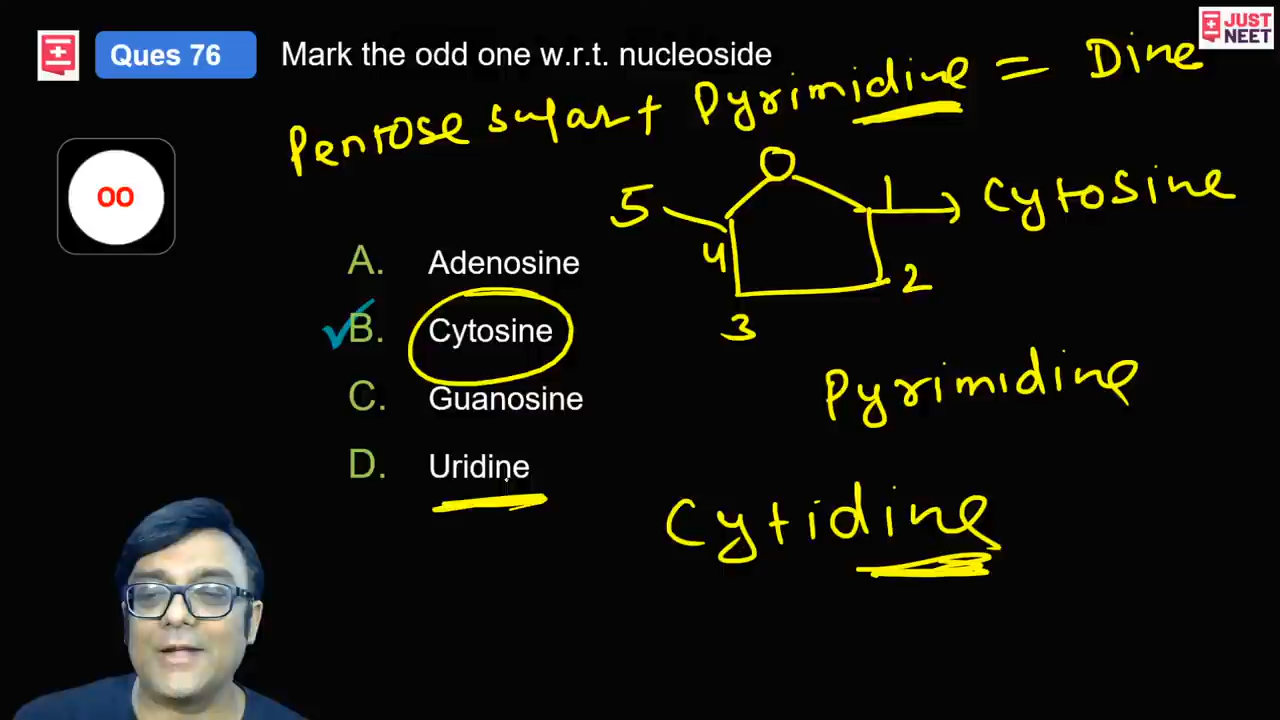 JUST
NEET
Ques 76 Mark the odd one w.r.t. nucleoside
Pentose sugar + Pyrimidine = Dine
00
O
5 1 → Cytosine
4 2
3
A. Adenosine
B. Cytosine
C. Guanosine
D. Uridine
Pyrimidine
Cytidine